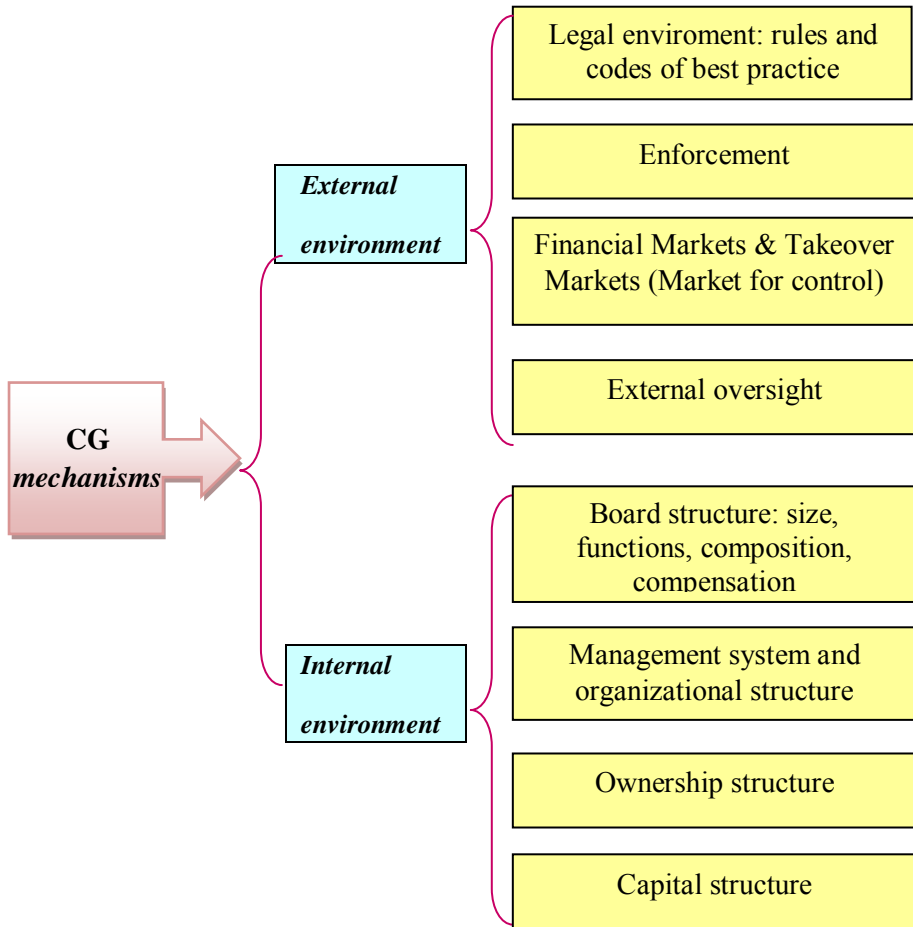 Legal enviroment: rules and
codes of best practice
Enforcement
External
environment
Financial Markets & Takeover
Markets (Market for control)
External oversight
CG
mechanisms
Board structure: size,
functions, composition,
compensation
Internal
environment
Management system and
organizational structure
Ownership structure
Capital structure